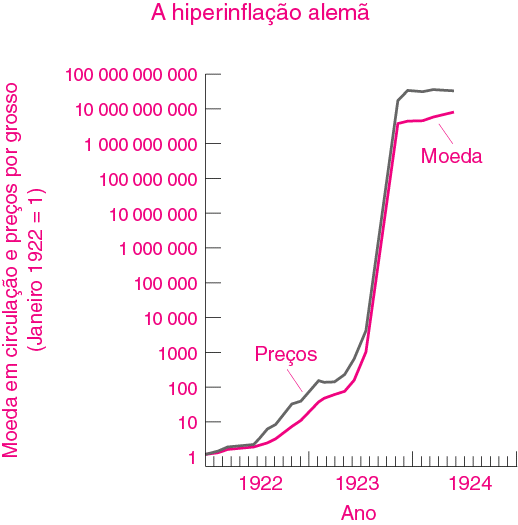 A hiperinflação alemã
Moeda em circulação e preços por grosso
(Janeiro 1922 = 1)
100 000 000 000
10 000 000 000
1 000 000 000
100 000 000
10 000 000
1 000 000
100 000
10 000
1000
100
10
1
Moeda
Preços
1922
1923
1924
Ano